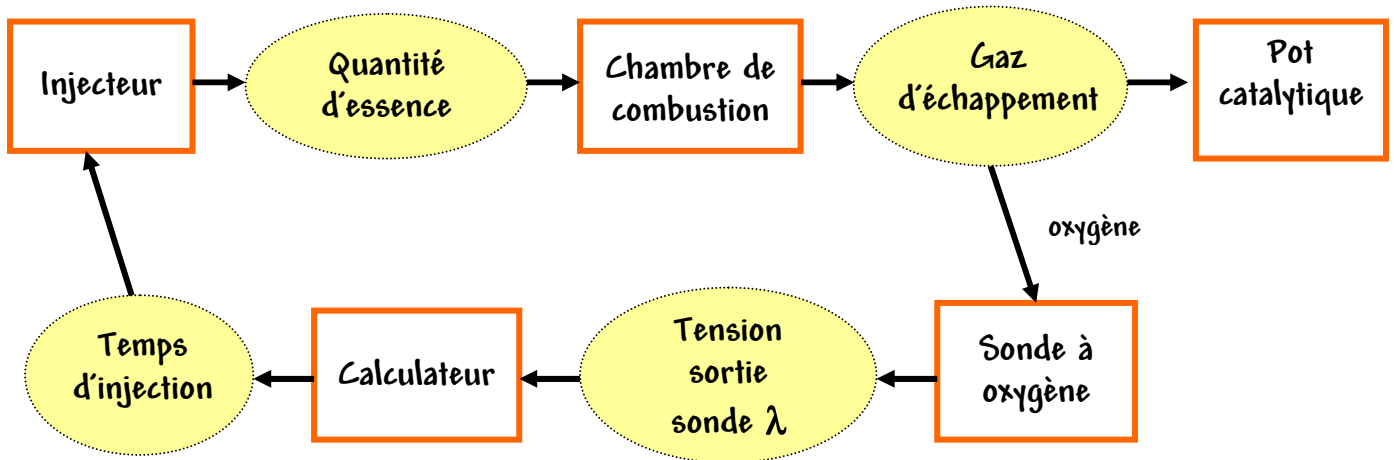 Injecteur
Quantité
d'essence
Chambre de
combustion
Gaz
d'échappement
Pot
catalytique
oxygène
Temps
d'injection
Calculateur
Tension
sortie
sonde λ
Sonde à
oxygène